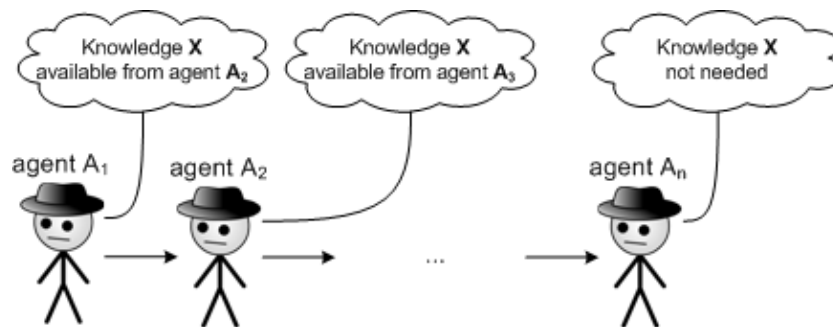 Knowledge X
available from agent A₂
Knowledge X
available from agent A₃
Knowledge X
not needed
agent A₁
agent A₂
...
agent Aₙ